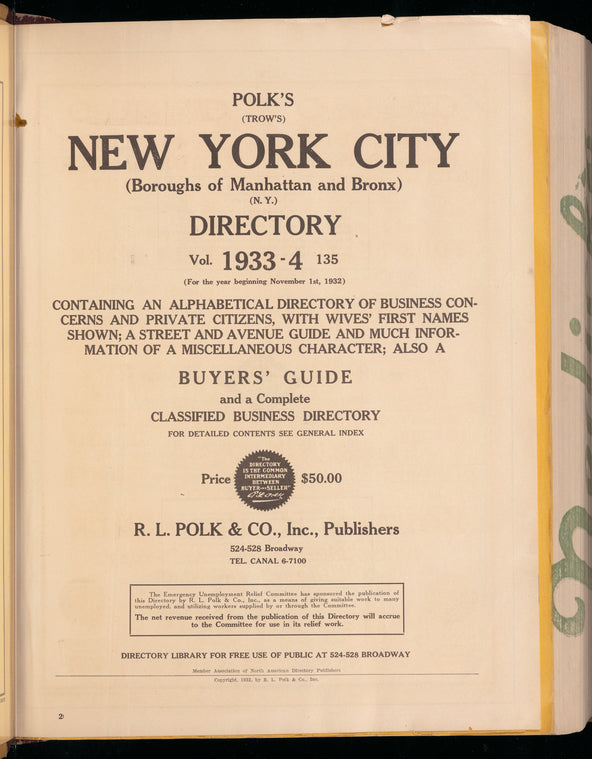 POLK'S
(TROW'S)
NEW YORK CITY
(Boroughs of Manhattan and Bronx)
(N. Y.)
DIRECTORY
Vol. 1933-4 135
(For the year beginning November 1st, 1932)
CONTAINING AN ALPHABETICAL DIRECTORY OF BUSINESS CON-
CERNS AND PRIVATE CITIZENS, WITH WIVES' FIRST NAMES
SHOWN; A STREET AND AVENUE GUIDE AND MUCH INFOR-
MATION OF A MISCELLANEOUS CHARACTER; ALSO A
BUYERS' GUIDE
and a Complete
CLASSIFIED BUSINESS DIRECTORY
FOR DETAILED CONTENTS SEE GENERAL INDEX
"The
DIRECTORY
IS THE COMMON
INTERMEDIARY
BETWEEN
BUYER AND SELLER"
Price $50.00
R. L. POLK & CO., Inc., Publishers
524-528 Broadway
TEL. CANAL 6-7100
The Emergency Unemployment Relief Committee has sponsored the publication of
this Directory by R. L. Polk & Co., Inc., as a means of giving suitable work to many
unemployed, and utilizing workers supplied by or through the Committee.
The net revenue received from the publication of this Directory will accrue
to the Committee for use in its relief work.
DIRECTORY LIBRARY FOR FREE USE OF PUBLIC AT 524-528 BROADWAY
Member Association of North American Directory Publishers
Copyright, 1932, by R. L. Polk & Co., Inc.
2